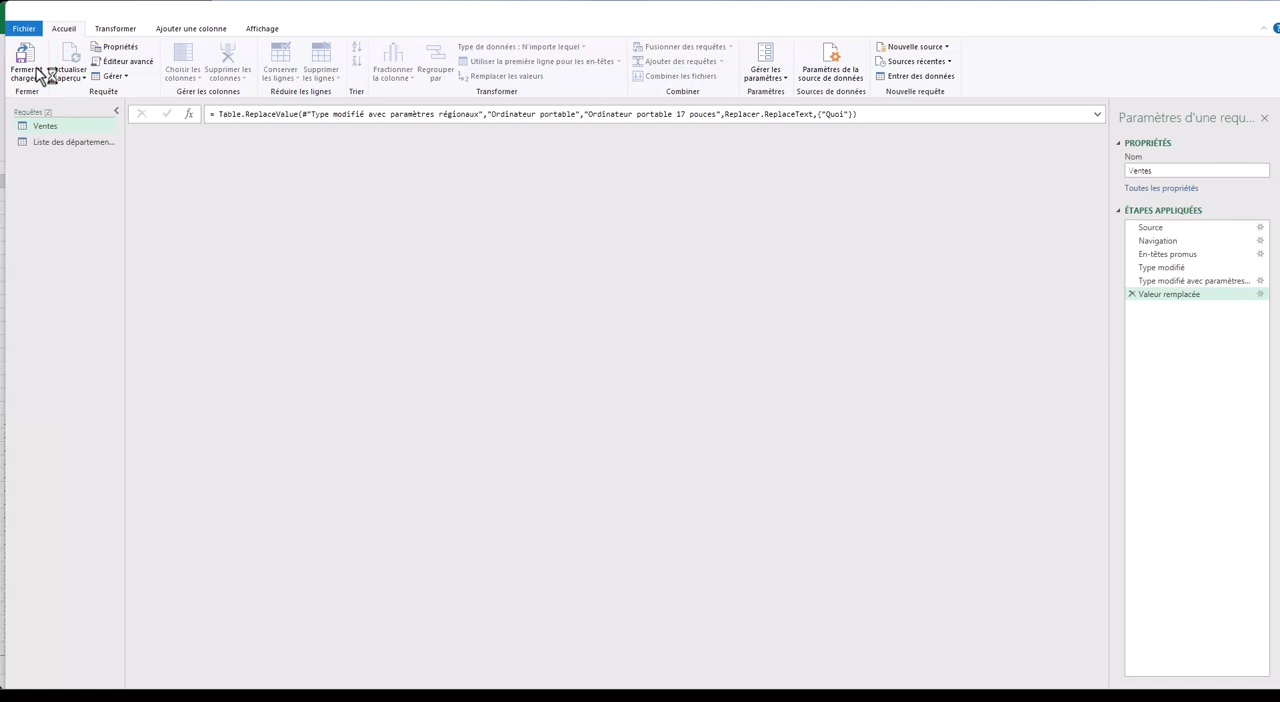 Fichier Accueil Transformer Ajouter une colonne Affichage
Fermer charger
Fermer
Actualiser l'aperçu
Propriétés
Éditeur avancé
Gérer
Requête
Choisir les colonnes
Supprimer les colonnes
Gérer les colonnes
Conserver les lignes
Supprimer les lignes
Réduire les lignes
Trier
Fractionner la colonne
Regrouper par
Type de données : N'importe lequel
Utiliser la première ligne pour les en-têtes
Remplacer les valeurs
Transformer
Fusionner des requêtes
Ajouter des requêtes
Combiner les fichiers
Combiner
Gérer les paramètres
Paramètres
Paramètres de la source de données
Sources de données
Nouvelle source
Sources récentes
Entrer des données
Nouvelle requête
Requêtes [2]
Ventes
Liste des départemen...
fx = Table.ReplaceValue(#"Type modifié avec paramètres régionaux","Ordinateur portable","Ordinateur portable 17 pouces",Replacer.ReplaceText,{"Quoi"})
Paramètres d'une requ...
PROPRIÉTÉS
Nom
Ventes
Toutes les propriétés
ÉTAPES APPLIQUÉES
Source
Navigation
En-têtes promus
Type modifié
Type modifié avec paramètres...
Valeur remplacée